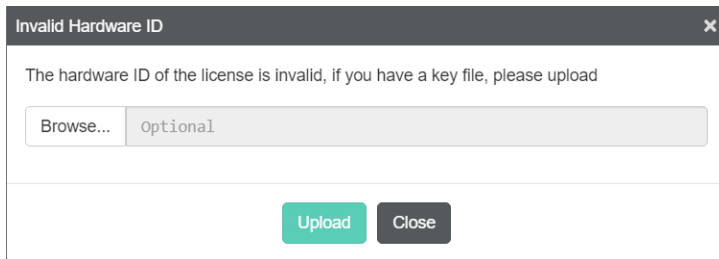 Invalid Hardware ID ×
The hardware ID of the license is invalid, if you have a key file, please upload
Browse... Optional
Upload Close